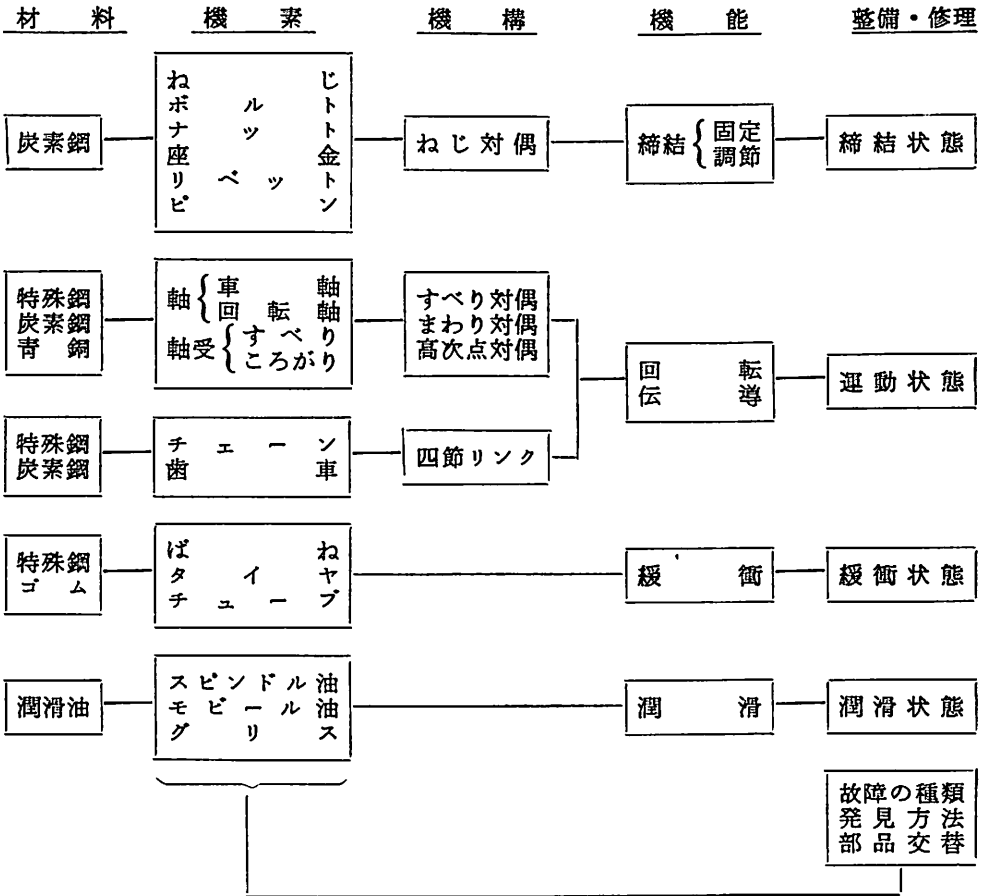 材料 機素 機構 機能 整備・修理
炭素鋼
ねじ
ボルト
ナット
座金
リベット
ピン
ねじ対偶
締結{固定
調節
締結状態
特殊鋼
炭素鋼
青銅
軸{車軸
回転軸
軸受{すべり
ころがり
すべり対偶
まわり対偶
高次点対偶
回転
伝導
運動状態
特殊鋼
炭素鋼
チェーン
歯車
四節リンク
特殊鋼
ゴム
ばね
タイヤ
チューブ
緩衝
緩衝状態
潤滑油
スピンドル油
モビール油
グリス
潤滑
潤滑状態
故障の種類
発見方法
部品交替